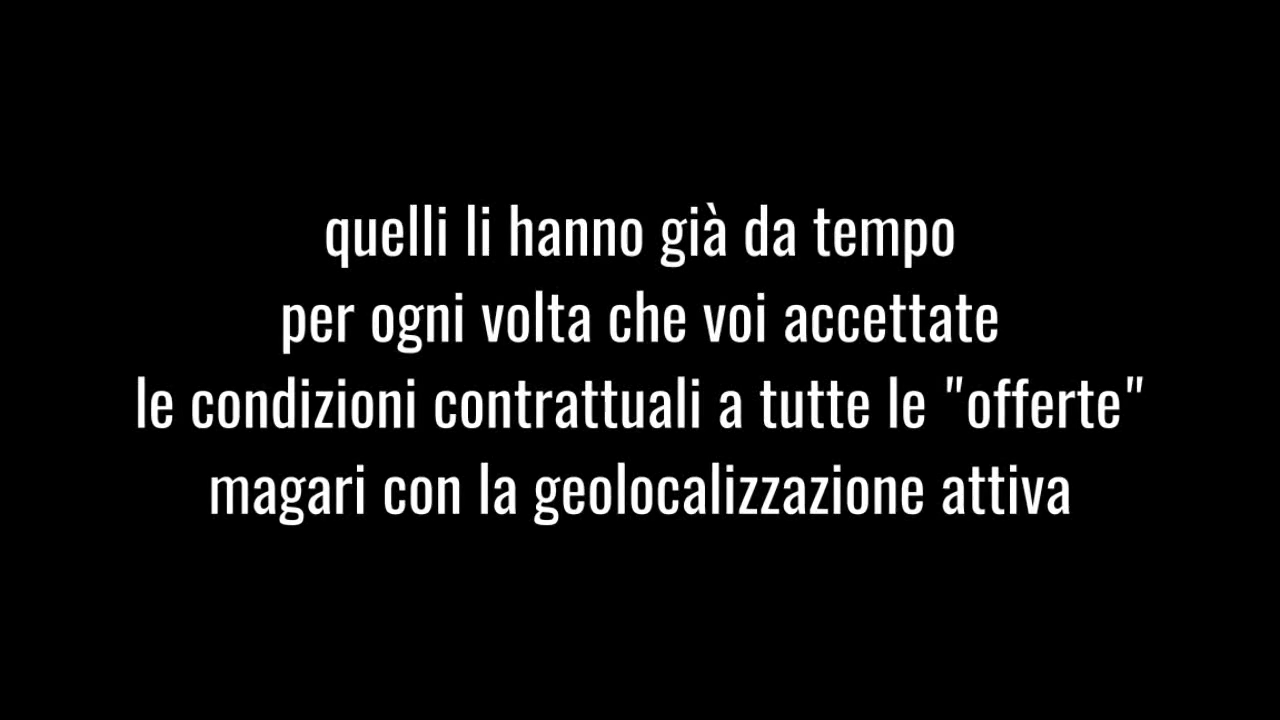 quelli li hanno già da tempo
per ogni volta che voi accettate
le condizioni contrattuali a tutte le "offerte"
magari con la geolocalizzazione attiva